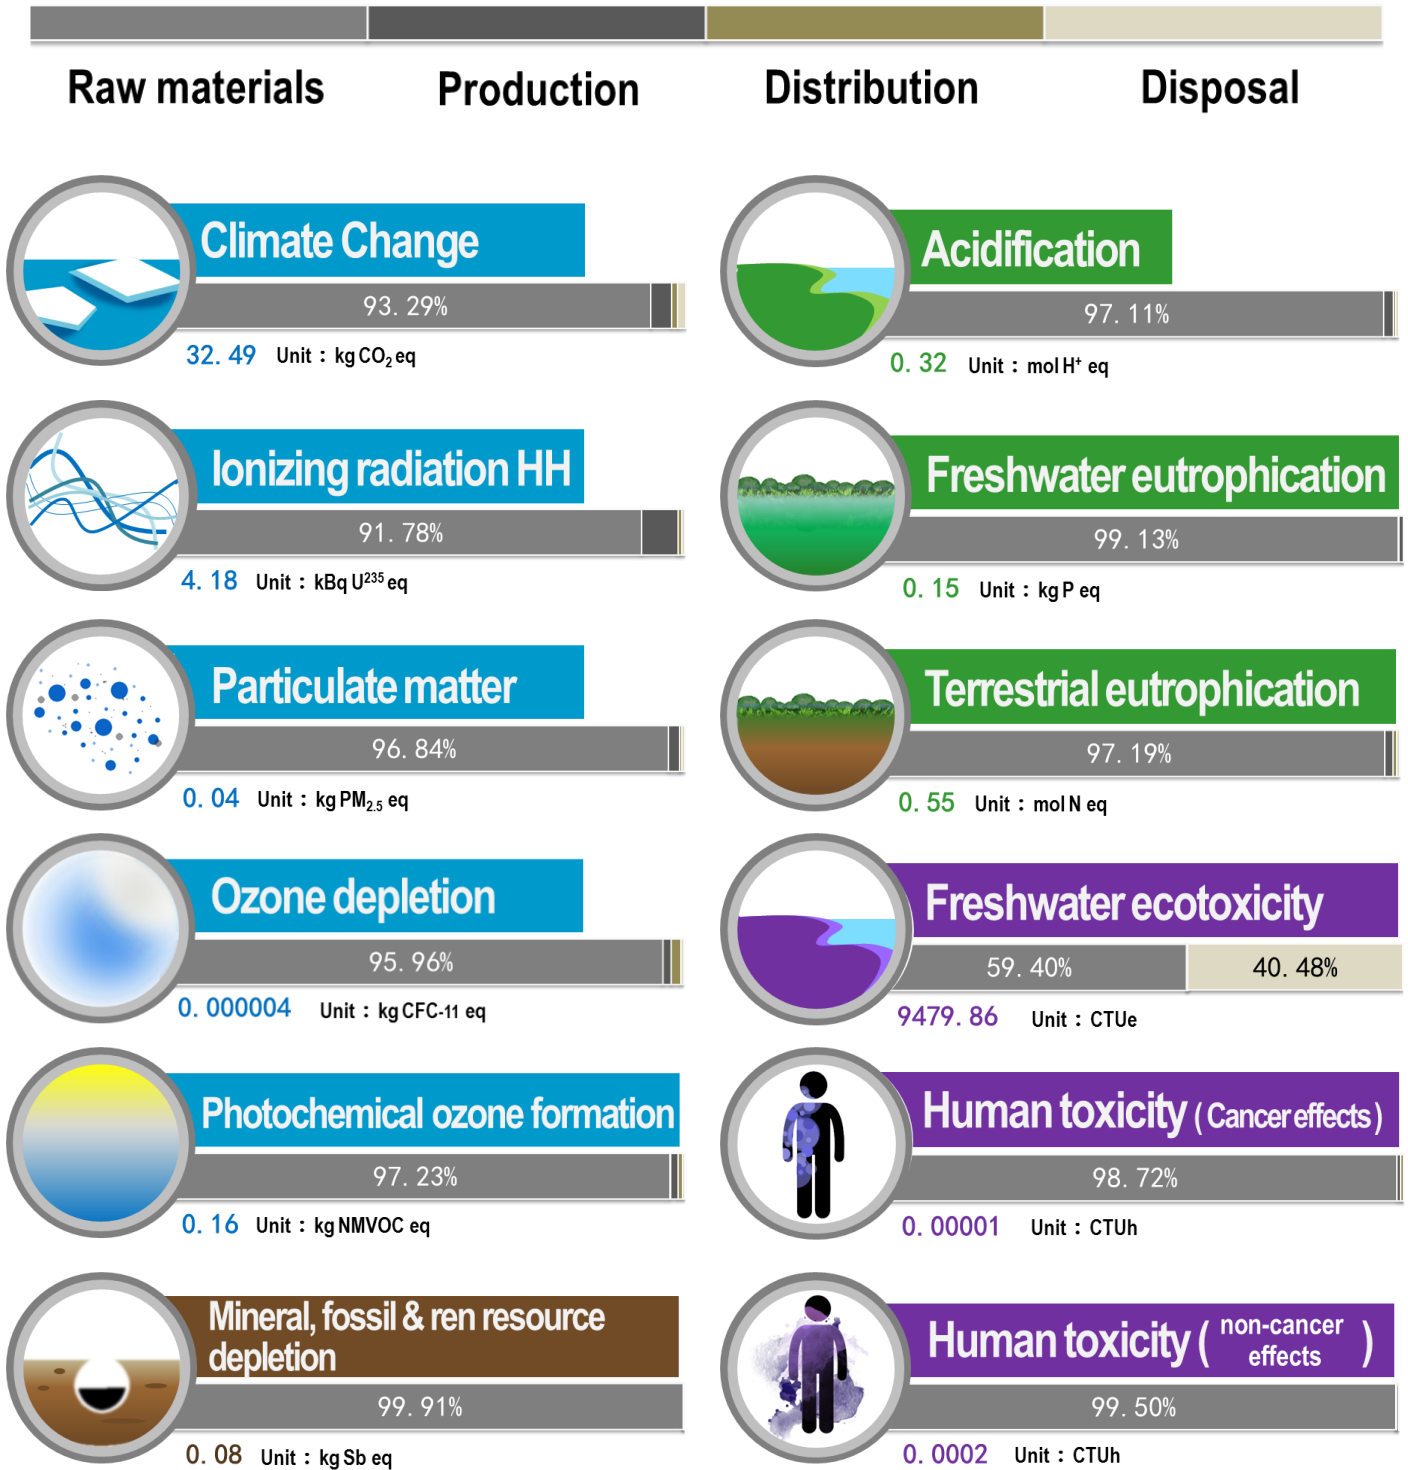 Raw materials
Production
Distribution
Disposal
Climate Change
93. 29%
32. 49 Unit : kg CO₂ eq
Acidification
97. 11%
0. 32 Unit : mol H⁺ eq
Ionizing radiation HH
91. 78%
4. 18 Unit : kBq U²³⁵ eq
Freshwater eutrophication
99. 13%
0. 15 Unit : kg P eq
Particulate matter
96. 84%
0. 04 Unit : kg PM₂.₅ eq
Terrestrial eutrophication
97. 19%
0. 55 Unit : mol N eq
Ozone depletion
95. 96%
0. 000004 Unit : kg CFC-11 eq
Freshwater ecotoxicity
59. 40% 40. 48%
9479. 86 Unit : CTUe
Photochemical ozone formation
97. 23%
0. 16 Unit : kg NMVOC eq
Human toxicity ( Cancer effects )
98. 72%
0. 00001 Unit : CTUh
Mineral, fossil & ren resource
depletion
99. 91%
0. 08 Unit : kg Sb eq
Human toxicity ( non-cancer
effects )
99. 50%
0. 0002 Unit : CTUh